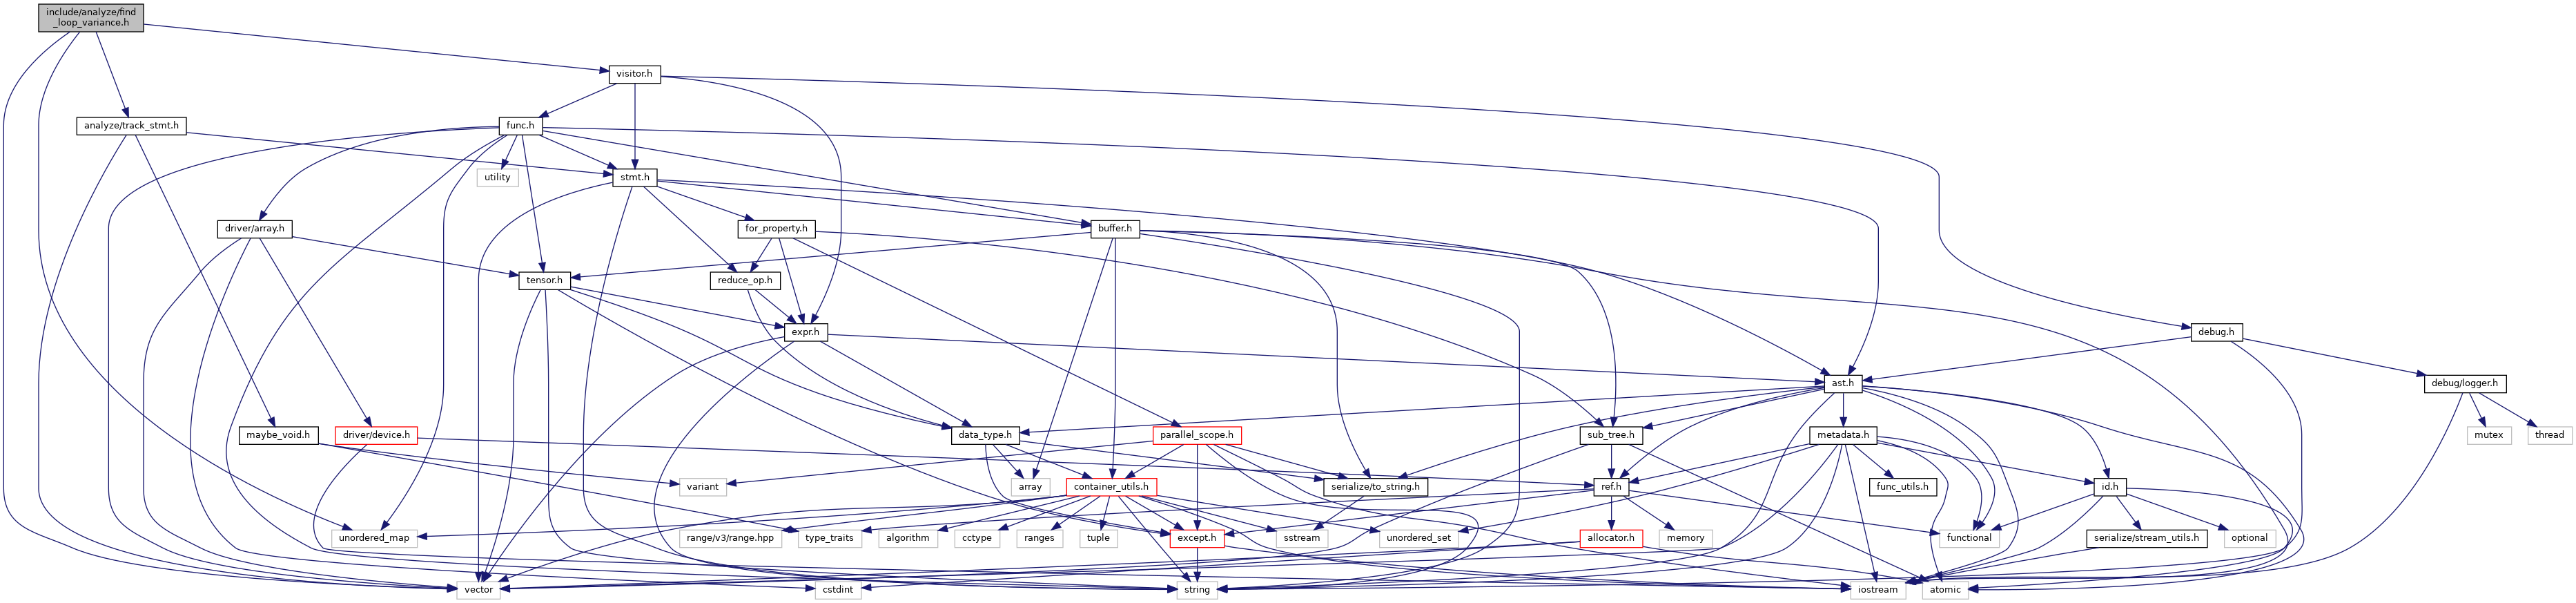 include/analyze/find
_loop_variance.h
visitor.h
analyze/track_stmt.h
func.h
utility
stmt.h
driver/array.h
for_property.h
buffer.h
tensor.h
reduce_op.h
expr.h
debug.h
ast.h
debug/logger.h
maybe_void.h
driver/device.h
data_type.h
parallel_scope.h
sub_tree.h
metadata.h
mutex
thread
variant
array
container_utils.h
serialize/to_string.h
ref.h
func_utils.h
id.h
unordered_map
range/v3/range.hpp
type_traits
algorithm
cctype
ranges
tuple
except.h
sstream
unordered_set
allocator.h
memory
functional
serialize/stream_utils.h
optional
vector
cstdint
string
iostream
atomic